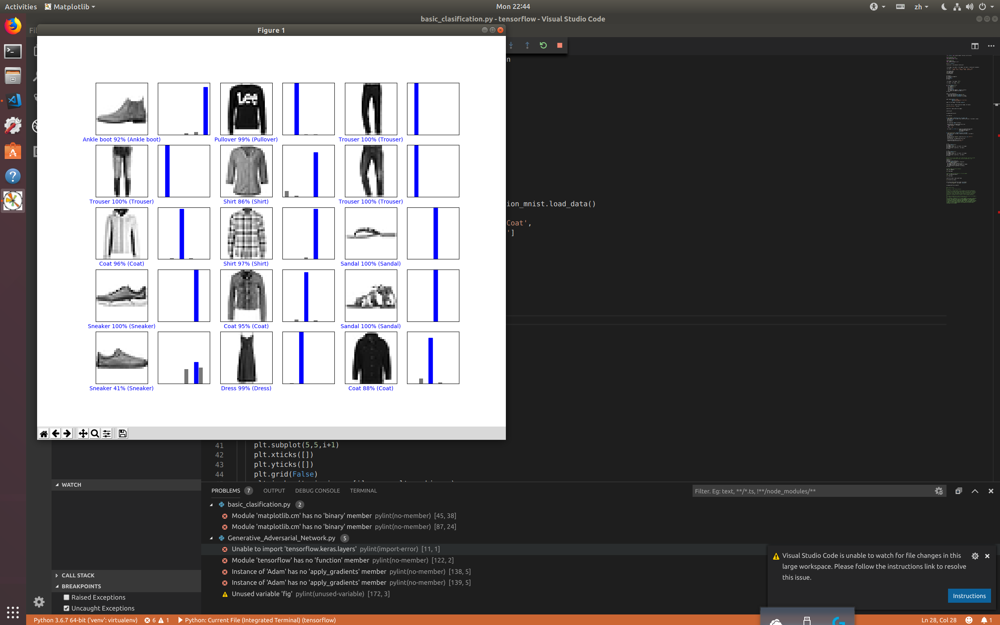 Activities Matplotlib Mon 22:44 zh
basic_clasification.py - tensorflow - Visual Studio Code
Fil
Figure 1
n
Lee
Ankle boot 92% (Ankle boot) Pullover 99% (Pullover) Trouser 100% (Trouser)
Trouser 100% (Trouser) Shirt 86% (Shirt) Trouser 100% (Trouser)
ion_mnist.load_data()
Coat',
']
Coat 96% (Coat) Shirt 97% (Shirt) Sandal 100% (Sandal)
Sneaker 100% (Sneaker) Coat 95% (Coat) Sandal 100% (Sandal)
Sneaker 41% (Sneaker) Dress 99% (Dress) Coat 88% (Coat)
41 plt.subplot(5,5,i+1)
42 plt.xticks([])
43 plt.yticks([])
44 plt.grid(False)
WATCH
CALL STACK
BREAKPOINTS
Raised Exceptions
Uncaught Exceptions
PROBLEMS 7 OUTPUT DEBUG CONSOLE TERMINAL
Filter. Eg: text, **/*.ts, !**/node_modules/**
basic_clasification.py 2
Module 'matplotlib.cm' has no 'binary' member pylint(no-member) [45, 38]
Module 'matplotlib.cm' has no 'binary' member pylint(no-member) [87, 24]
Generative_Adversarial_Network.py 5
Unable to import 'tensorflow.keras.layers' pylint(import-error) [11, 1]
Module 'tensorflow' has no 'function' member pylint(no-member) [122, 2]
Instance of 'Adam' has no 'apply_gradients' member pylint(no-member) [138, 5]
Instance of 'Adam' has no 'apply_gradients' member pylint(no-member) [139, 5]
Unused variable 'fig' pylint(unused-variable) [172, 3]
Visual Studio Code is unable to watch for file changes in this
large workspace. Please follow the instructions link to resolve
this issue.
Instructions
Python 3.6.7 64-bit ('venv': virtualenv) 6 1 Python: Current File (Integrated Terminal) (tensorflow) Ln 28, Col 28 1